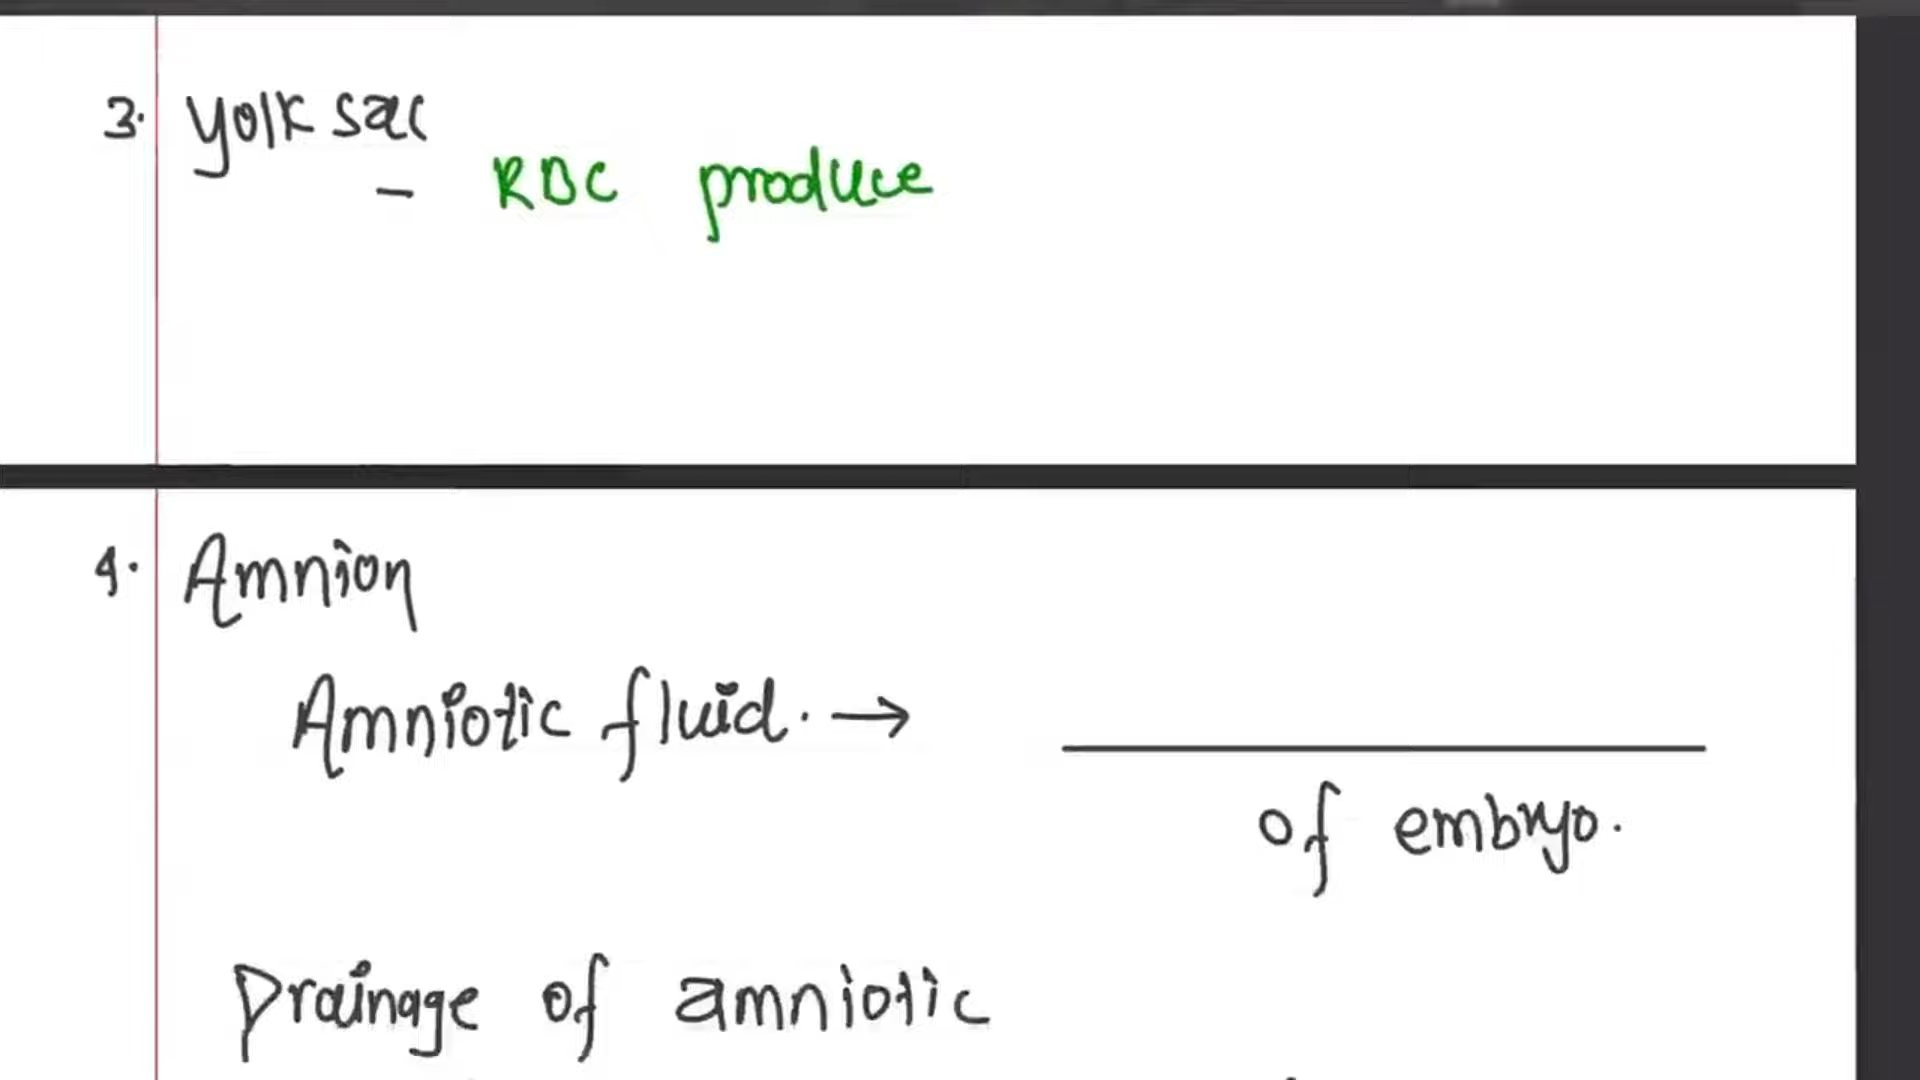 3. Yolk sac
- RBC produce
4. Amnion
Amniotic fluid. →
of embryo.
Drainage of amniotic